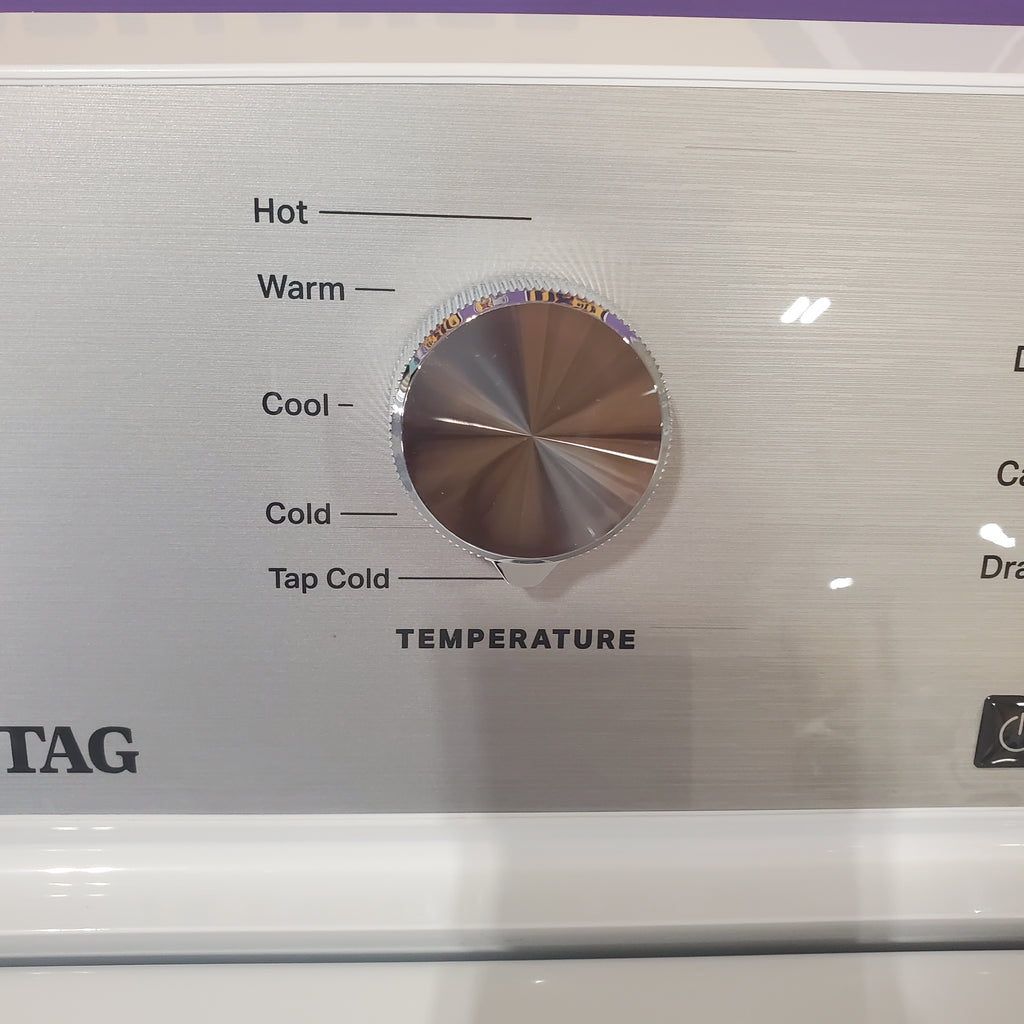 Hot
Warm
Cool
Cold
Tap Cold
TEMPERATURE
TAG